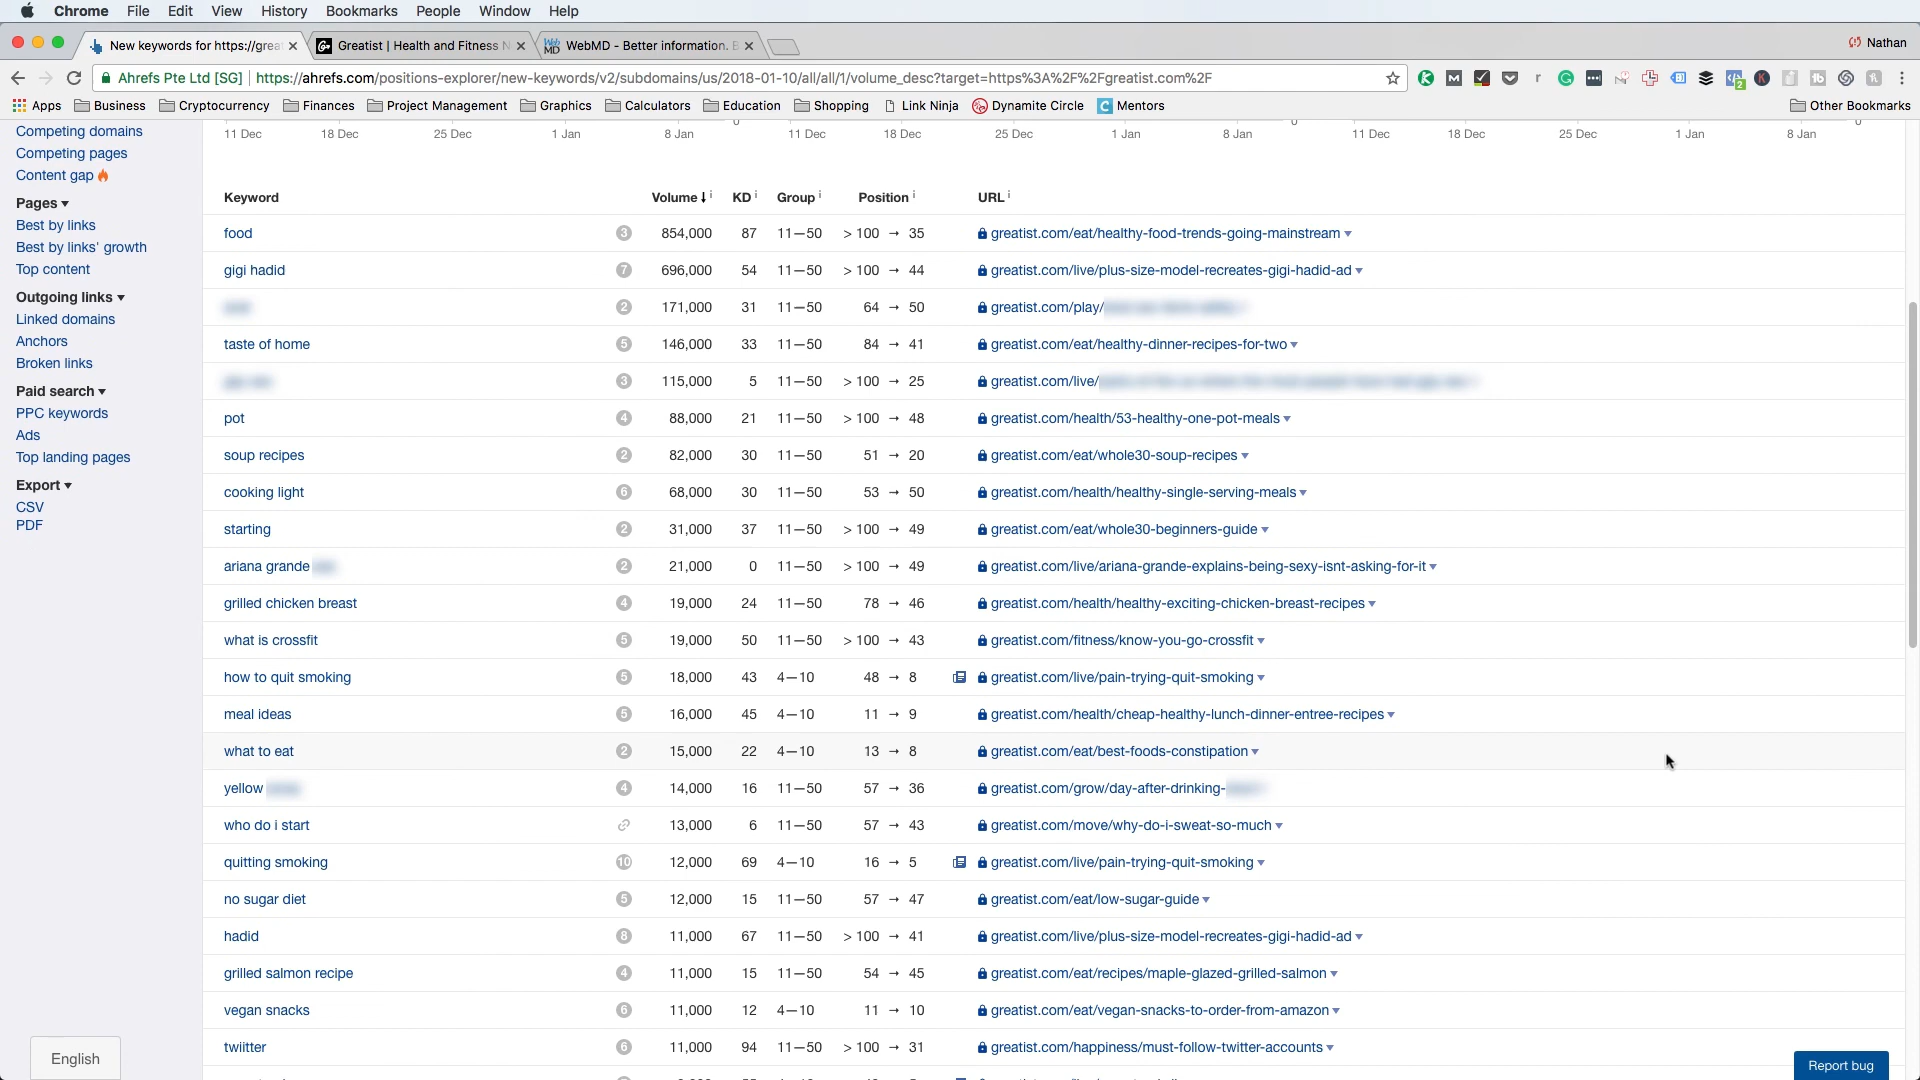 Chrome File Edit View History Bookmarks People Window Help
New keywords for https://grea Greatist | Health and Fitness N WebMD - Better information. B Nathan
Ahrefs Pte Ltd [SG] https://ahrefs.com/positions-explorer/new-keywords/v2/subdomains/us/2018-01-10/all/all/1/volume_desc?target=https%3A%2F%2Fgreatist.com%2F
Apps Business Cryptocurrency Finances Project Management Graphics Calculators Education Shopping Link Ninja Dynamite Circle Mentors Other Bookmarks
Competing domains
Competing pages
Content gap
Pages
Best by links
Best by links' growth
Top content
Outgoing links
Linked domains
Anchors
Broken links
Paid search
PPC keywords
Ads
Top landing pages
Export
CSV
PDF
English
11 Dec 18 Dec 25 Dec 1 Jan 8 Jan 11 Dec 18 Dec 25 Dec 1 Jan 8 Jan 11 Dec 18 Dec 25 Dec 1 Jan 8 Jan
Keyword Volume KD Group Position URL
food 3 854,000 87 11—50 > 100 → 35 greatist.com/eat/healthy-food-trends-going-mainstream
gigi hadid 7 696,000 54 11—50 > 100 → 44 greatist.com/live/plus-size-model-recreates-gigi-hadid-ad
2 171,000 31 11—50 64 → 50 greatist.com/play/
taste of home 5 146,000 33 11—50 84 → 41 greatist.com/eat/healthy-dinner-recipes-for-two
3 115,000 5 11—50 > 100 → 25 greatist.com/live/
pot 4 88,000 21 11—50 > 100 → 48 greatist.com/health/53-healthy-one-pot-meals
soup recipes 2 82,000 30 11—50 51 → 20 greatist.com/eat/whole30-soup-recipes
cooking light 6 68,000 30 11—50 53 → 50 greatist.com/health/healthy-single-serving-meals
starting 2 31,000 37 11—50 > 100 → 49 greatist.com/eat/whole30-beginners-guide
ariana grande 2 21,000 0 11—50 > 100 → 49 greatist.com/live/ariana-grande-explains-being-sexy-isnt-asking-for-it
grilled chicken breast 4 19,000 24 11—50 78 → 46 greatist.com/health/healthy-exciting-chicken-breast-recipes
what is crossfit 5 19,000 50 11—50 > 100 → 43 greatist.com/fitness/know-you-go-crossfit
how to quit smoking 5 18,000 43 4—10 48 → 8 greatist.com/live/pain-trying-quit-smoking
meal ideas 5 16,000 45 4—10 11 → 9 greatist.com/health/cheap-healthy-lunch-dinner-entree-recipes
what to eat 2 15,000 22 4—10 13 → 8 greatist.com/eat/best-foods-constipation
yellow 4 14,000 16 11—50 57 → 36 greatist.com/grow/day-after-drinking-
who do i start 13,000 6 11—50 57 → 43 greatist.com/move/why-do-i-sweat-so-much
quitting smoking 10 12,000 69 4—10 16 → 5 greatist.com/live/pain-trying-quit-smoking
no sugar diet 5 12,000 15 11—50 57 → 47 greatist.com/eat/low-sugar-guide
hadid 8 11,000 67 11—50 > 100 → 41 greatist.com/live/plus-size-model-recreates-gigi-hadid-ad
grilled salmon recipe 4 11,000 15 11—50 54 → 45 greatist.com/eat/recipes/maple-glazed-grilled-salmon
vegan snacks 6 11,000 12 4—10 11 → 10 greatist.com/eat/vegan-snacks-to-order-from-amazon
twiitter 6 11,000 94 11—50 > 100 → 31 greatist.com/happiness/must-follow-twitter-accounts
Report bug